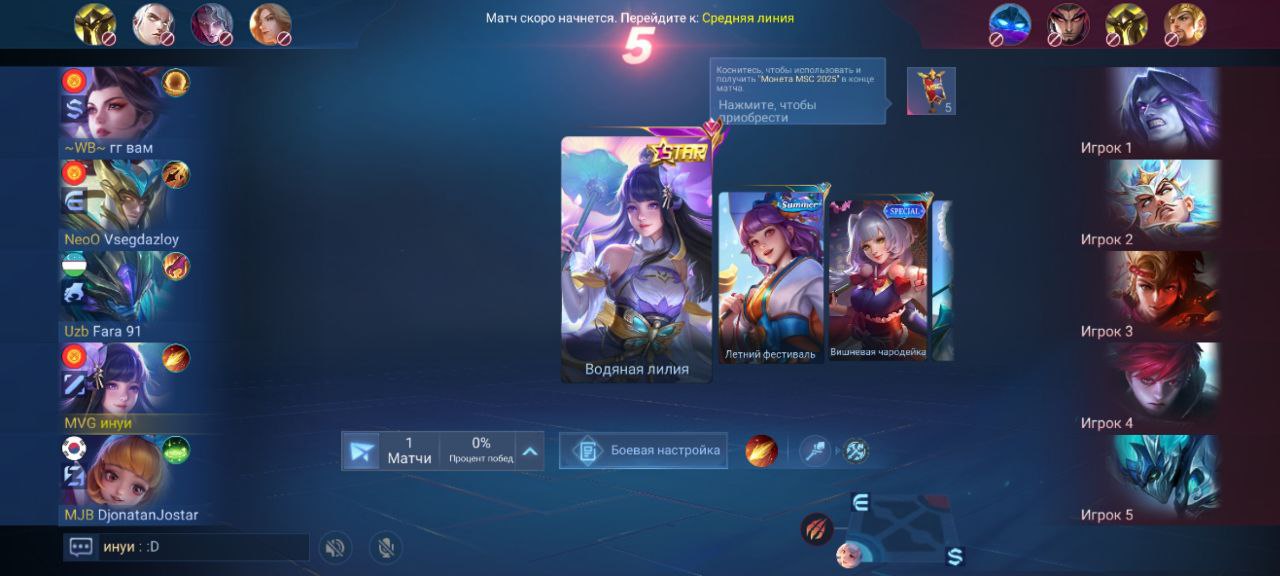 Матч скоро начнется. Перейдите к: Средняя линия
5
Коснитесь, чтобы использовать и
получить "Монета MSC 2025" в конце
матча.
Нажмите, чтобы
приобрести
MSC
5
~WB~ гг вам
NeoO Vsegdazloy
Uzb Fara 91
MVG инуи
MJB DjonatanJostar
инуи : :D
STAR
Водяная лилия
Summer
Летний фестиваль
SPECIAL
Вишневая чародейка
1
Матчи
0%
Процент побед
Боевая настройка
Игрок 1
Игрок 2
Игрок 3
Игрок 4
Игрок 5